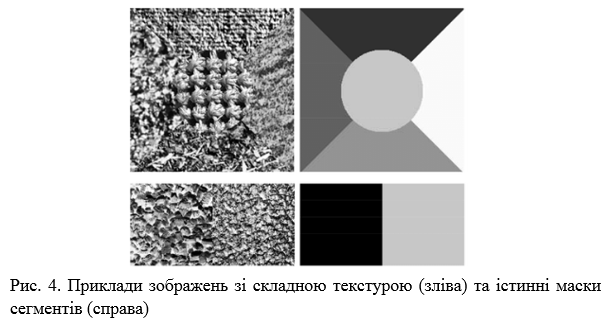 Рис. 4. Приклади зображень зі складною текстурою (зліва) та істинні маски
сегментів (справа)